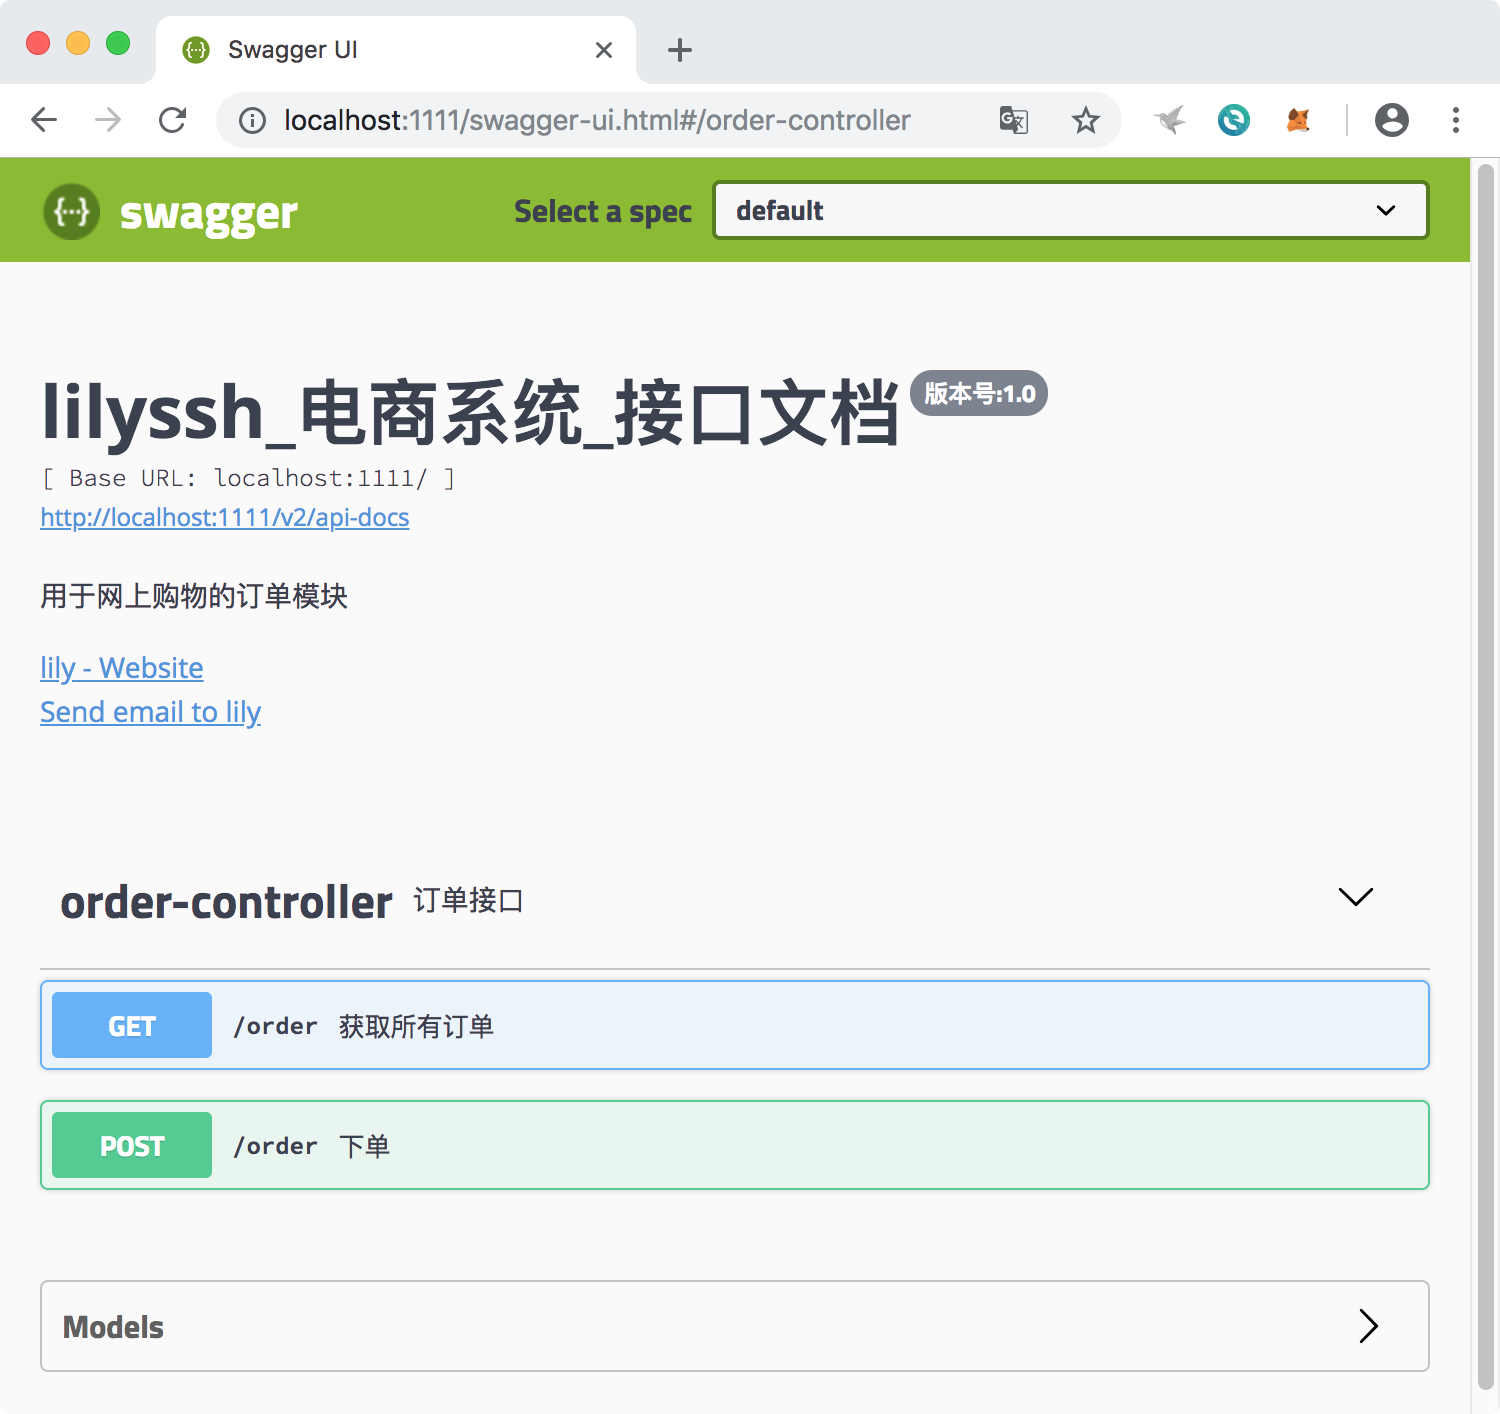 Swagger UI
localhost:1111/swagger-ui.html#/order-controller
{···} swagger
Select a spec
default
lilyssh_电商系统_接口文档 版本号:1.0
[ Base URL: localhost:1111/ ]
http://localhost:1111/v2/api-docs
用于网上购物的订单模块
lily - Website
Send email to lily
order-controller 订单接口
GET /order 获取所有订单
POST /order 下单
Models